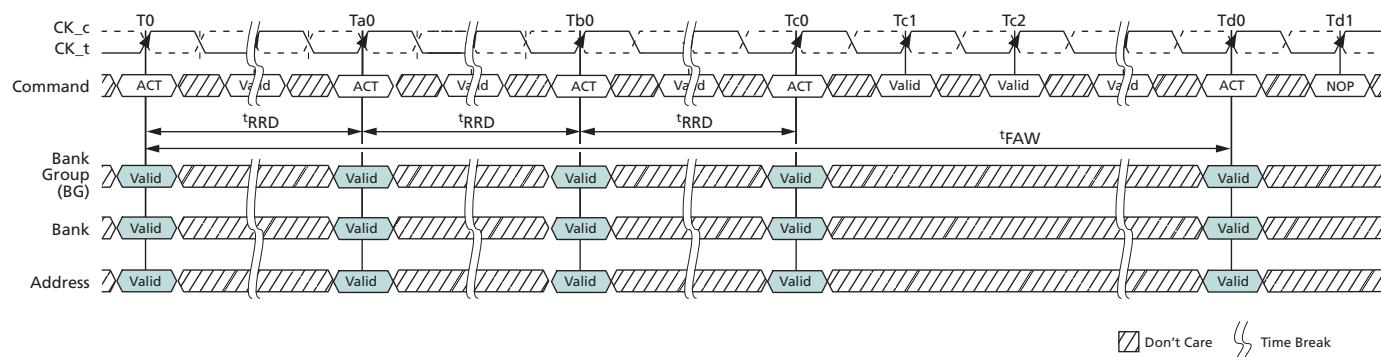 T0 Ta0 Tb0 Tc0 Tc1 Tc2 Td0 Td1
CK_c
CK_t
Command ACT Valid ACT Valid ACT Valid ACT Valid Valid Valid ACT NOP
tRRD tRRD tRRD
tFAW
Bank
Group
(BG)
Valid Valid Valid Valid Valid
Bank Valid Valid Valid Valid Valid
Address Valid Valid Valid Valid Valid
Don't Care Time Break